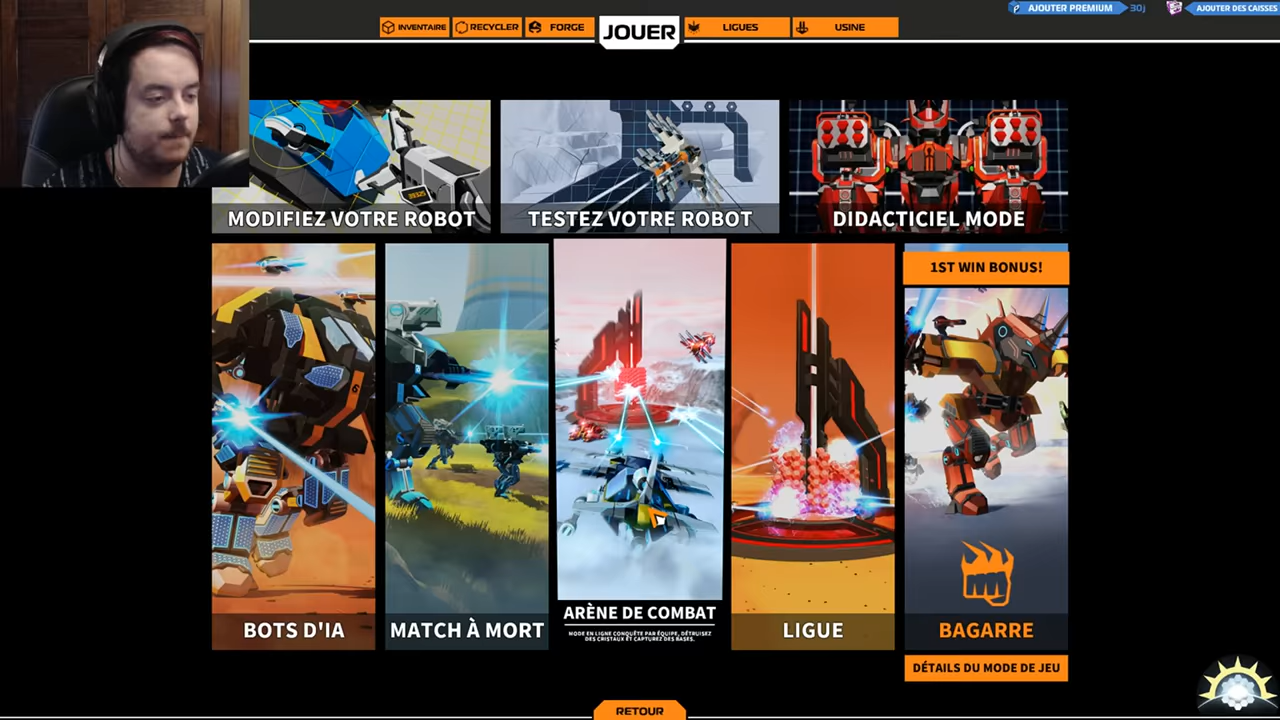 INVENTAIRE
RECYCLER
FORGE
JOUER
LIGUES
USINE
AJOUTER PREMIUM
30j
AJOUTER DES CAISSES
MODIFIEZ VOTRE ROBOT
TESTEZ VOTRE ROBOT
DIDACTICIEL MODE
1ST WIN BONUS!
BOTS D'IA
MATCH À MORT
ARÈNE DE COMBAT
MODE EN LIGNE CONQUÊTE PAR ÉQUIPE, DÉTRUISEZ
DES CRISTAUX ET CAPTUREZ DES BASES.
LIGUE
BAGARRE
DÉTAILS DU MODE DE JEU
RETOUR